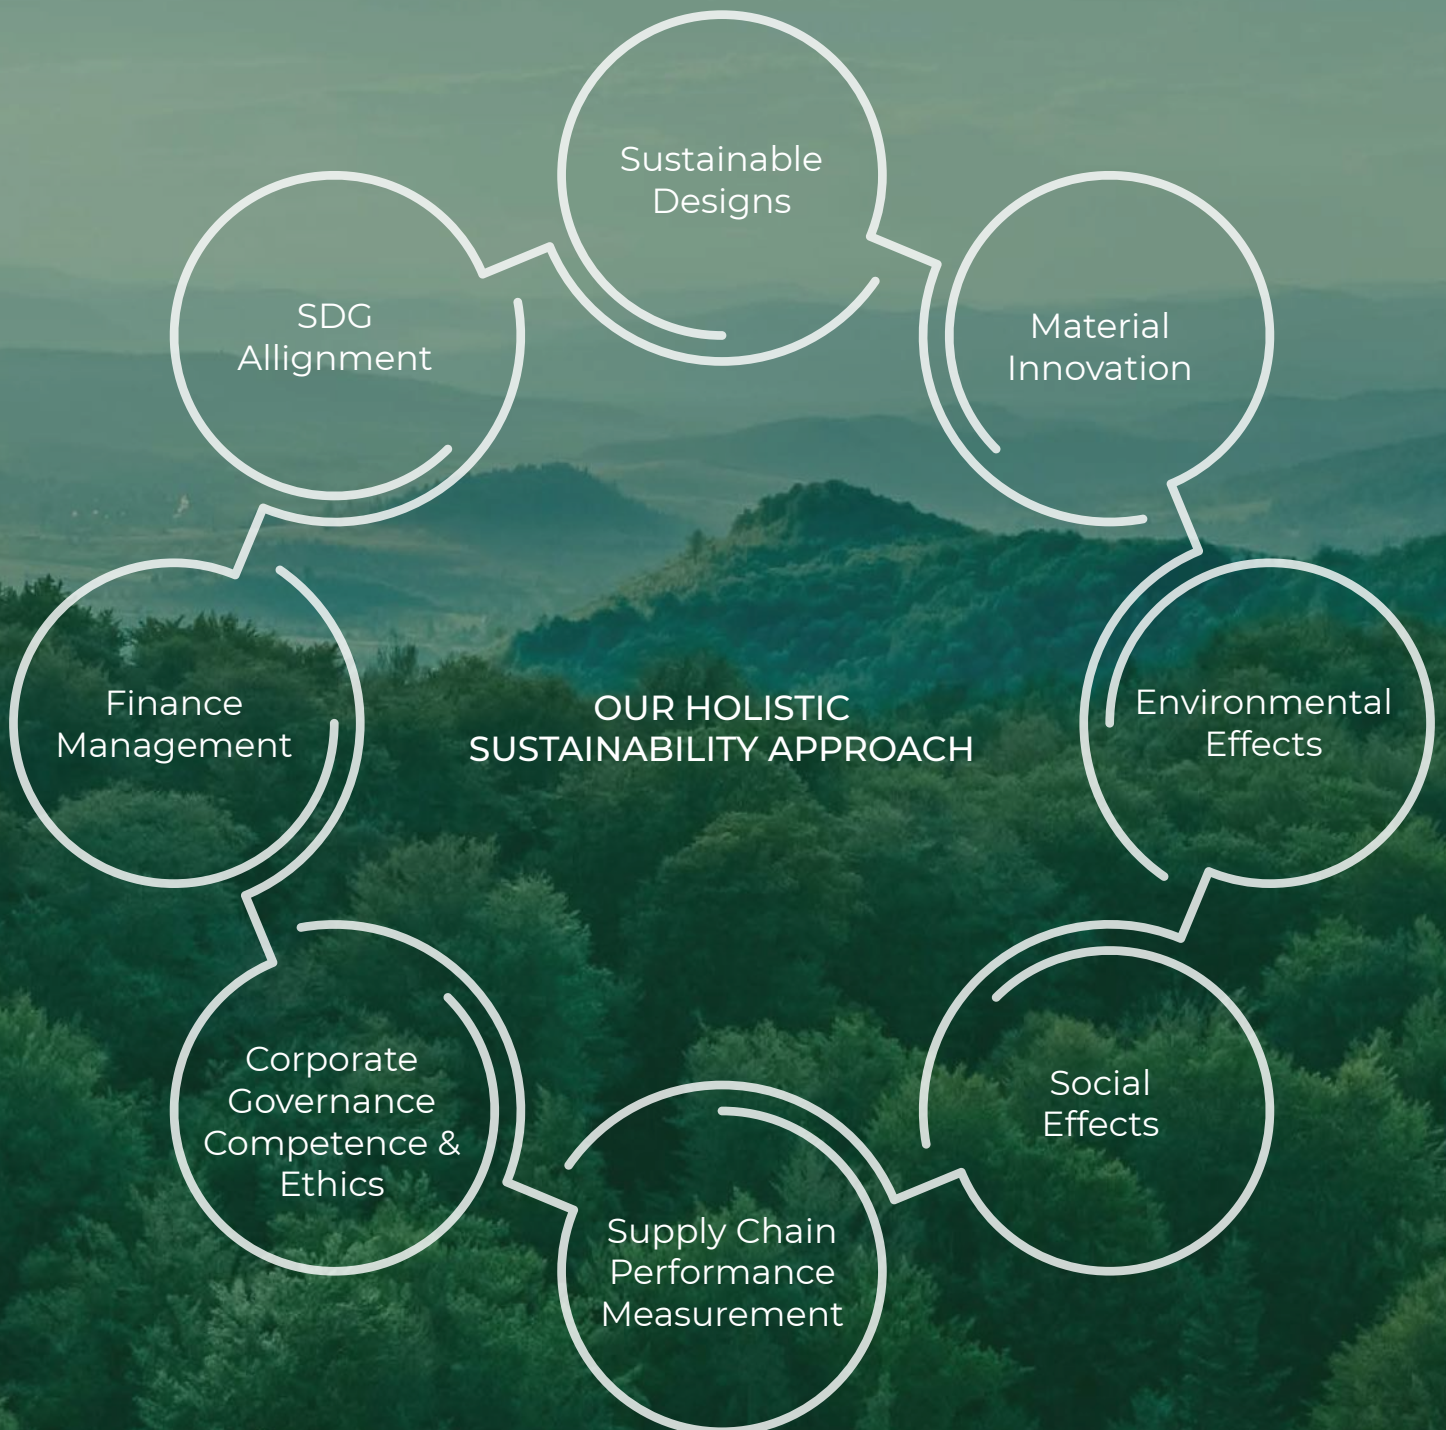 Sustainable
Designs
Material
Innovation
Environmental
Effects
Social
Effects
Supply Chain
Performance
Measurement
Corporate
Governance
Competence &
Ethics
Finance
Management
SDG
Allignment
OUR HOLISTIC
SUSTAINABILITY APPROACH